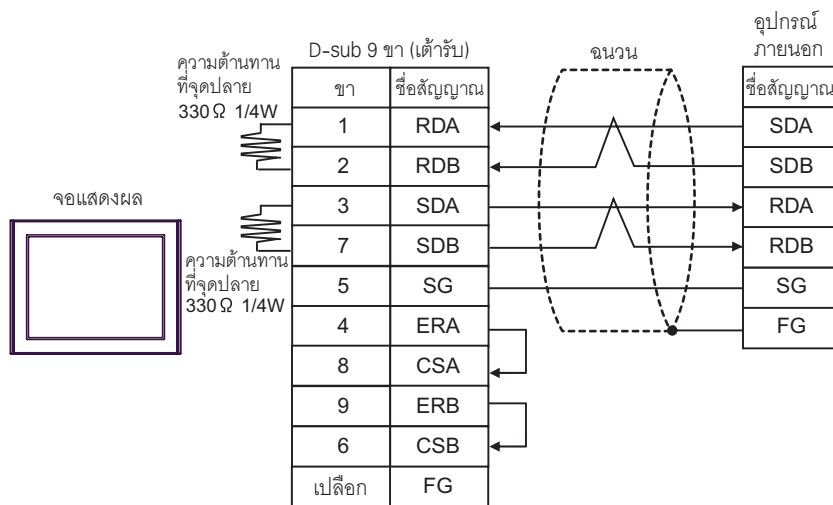 อุปกรณ์
ภายนอก
D-sub 9 ขา (เต้ารับ)
ฉนวน
ความต้านทาน
ที่จุดปลาย
330Ω 1/4W
ขา ชื่อสัญญาณ ชื่อสัญญาณ
1 RDA SDA
2 RDB SDB
จอแสดงผล
3 SDA RDA
7 SDB RDB
ความต้านทาน
ที่จุดปลาย
330Ω 1/4W
5 SG SG
4 ERA FG
8 CSA
9 ERB
6 CSB
เปลือก FG